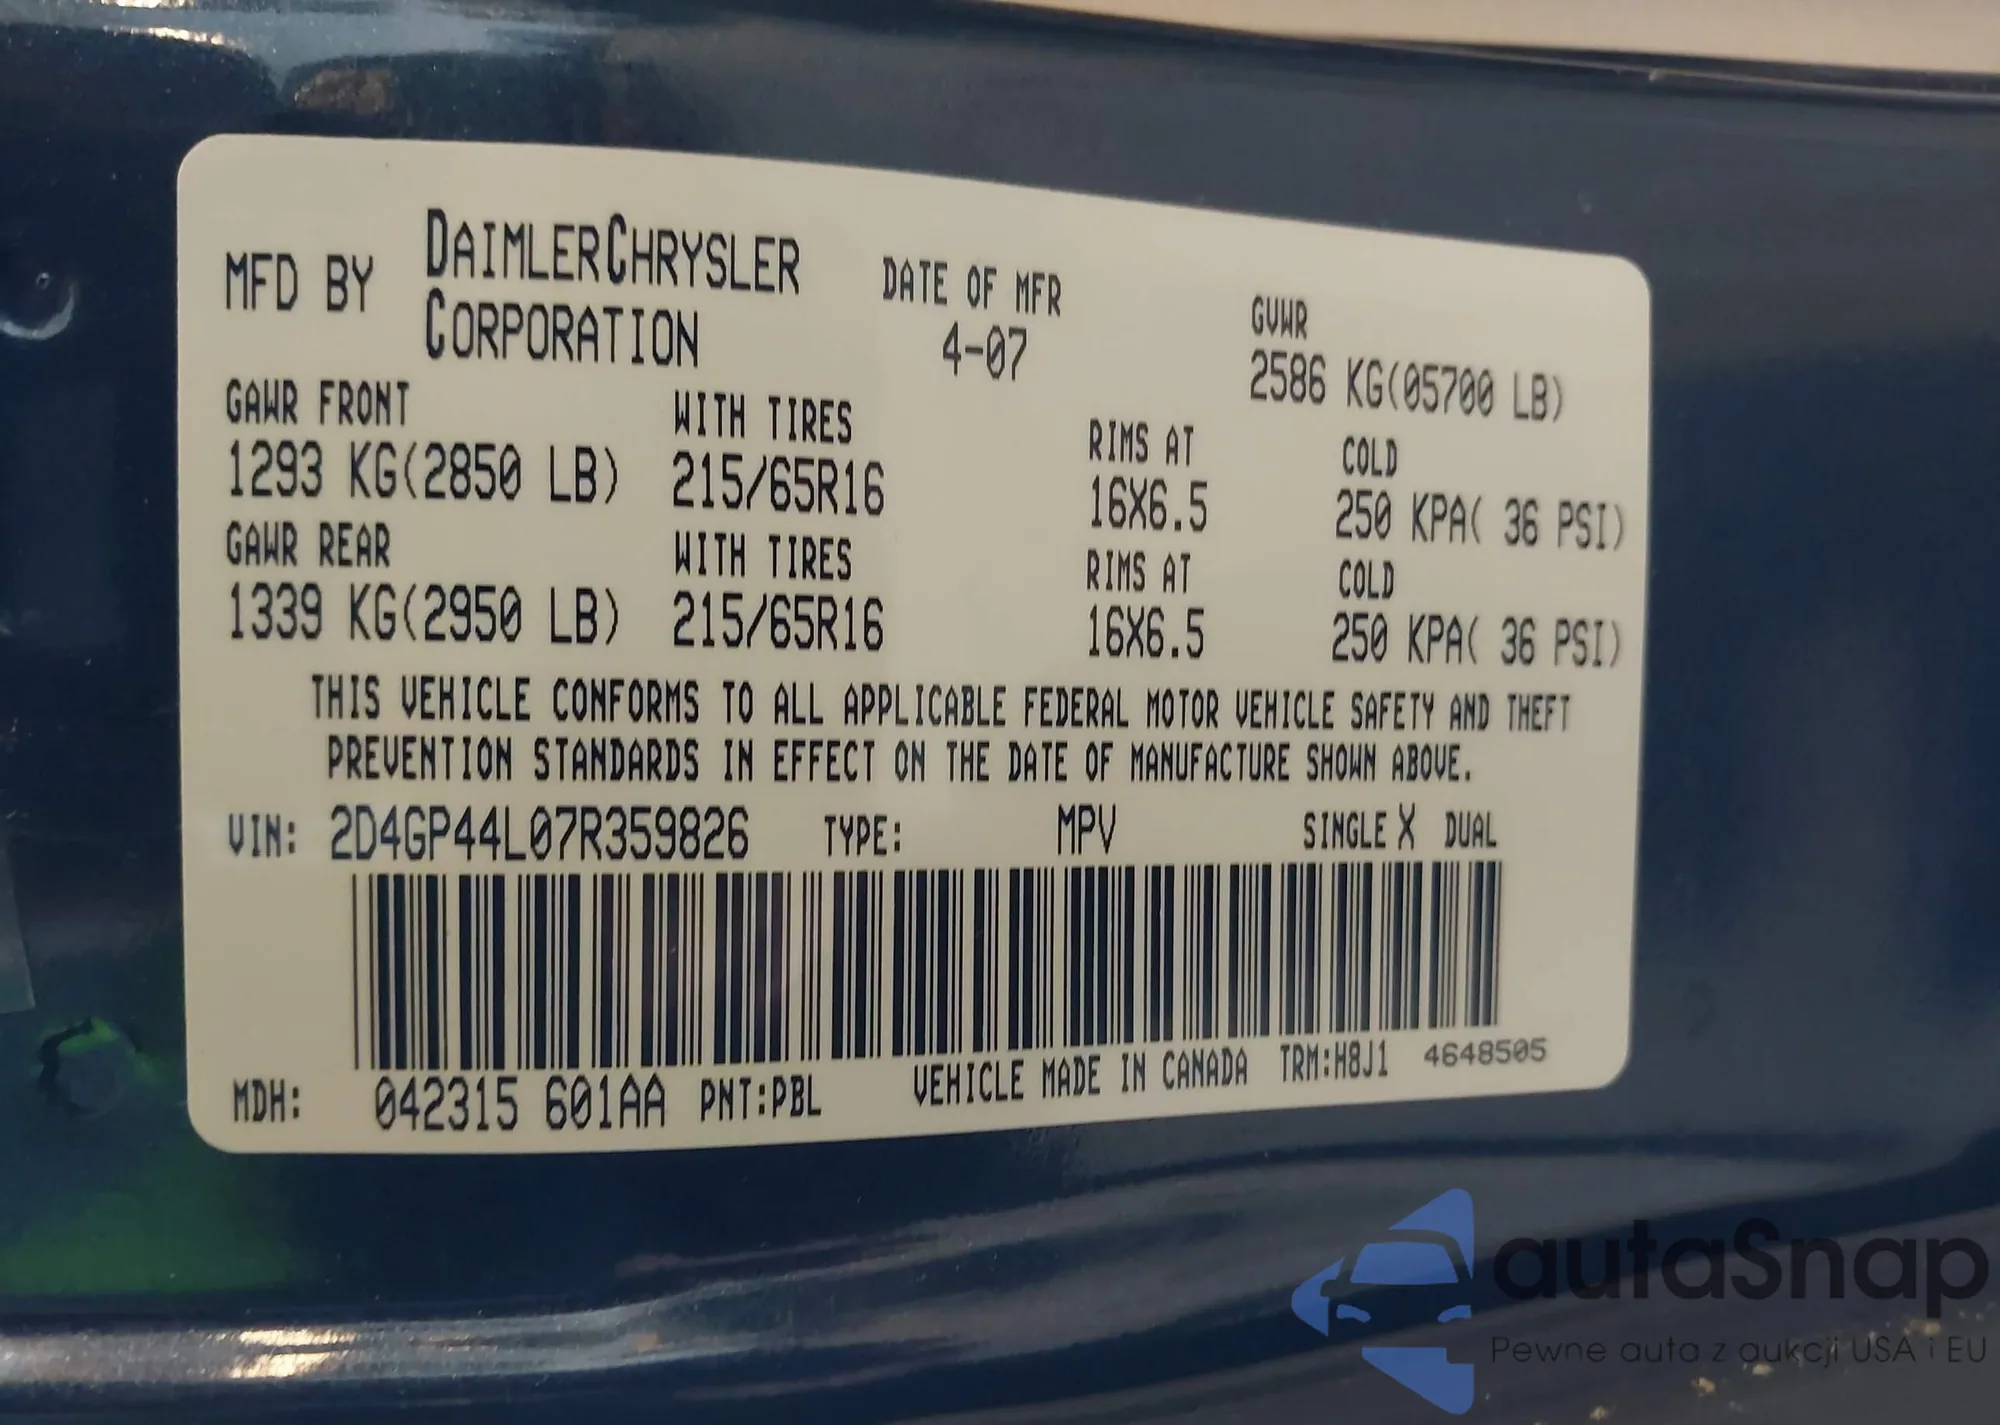 MFD BY DAIMLERCHRYSLER CORPORATION
DATE OF MFR
4-07
GVWR
2586 KG(05700 LB)
GAWR FRONT WITH TIRES RIMS AT COLD
1293 KG(2850 LB) 215/65R16 16X6.5 250 KPA( 36 PSI)
GAWR REAR WITH TIRES RIMS AT COLD
1339 KG(2950 LB) 215/65R16 16X6.5 250 KPA( 36 PSI)
THIS VEHICLE CONFORMS TO ALL APPLICABLE FEDERAL MOTOR VEHICLE SAFETY AND THEFT
PREVENTION STANDARDS IN EFFECT ON THE DATE OF MANUFACTURE SHOWN ABOVE.
VIN: 2D4GP44L07R359826 TYPE: MPV SINGLE X DUAL
MDH: 042315 601AA PNT:PBL VEHICLE MADE IN CANADA TRM:H8J1 4648505
autaSnap
Pewne auta z aukcji USA i EU